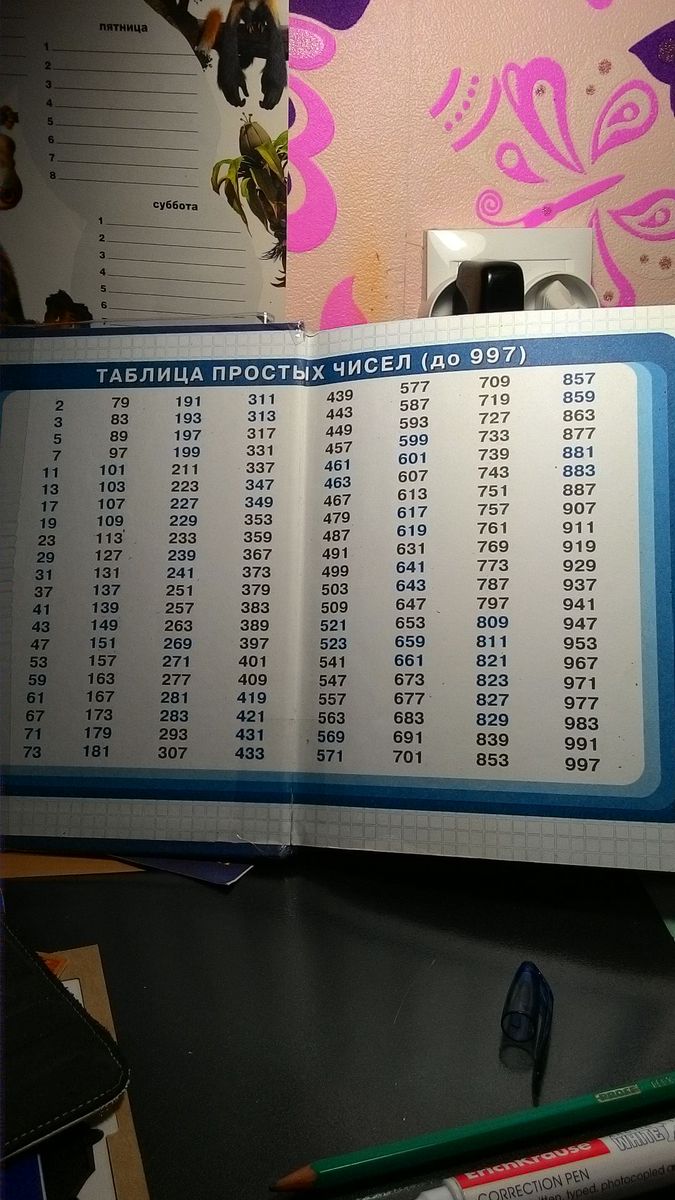 пятница
1
2
3
4
5
6
7
8
суббота
1
2
3
4
5
6
ТАБЛИЦА ПРОСТЫХ ЧИСЕЛ (до 997)
2 79 191 311 439 577 709 857
3 83 193 313 443 587 719 859
5 89 197 317 449 593 727 863
7 97 199 331 457 599 733 877
11 101 211 337 461 601 739 881
13 103 223 347 463 607 743 883
17 107 227 349 467 613 751 887
19 109 229 353 479 617 757 907
23 113 233 359 487 619 761 911
29 127 239 367 491 631 769 919
31 131 241 373 499 641 773 929
37 137 251 379 503 643 787 937
41 139 257 383 509 647 797 941
43 149 263 389 521 653 809 947
47 151 269 397 523 659 811 953
53 157 271 401 541 661 821 967
59 163 277 409 547 673 823 971
61 167 281 419 557 677 827 977
67 173 283 421 563 683 829 983
71 179 293 431 569 691 839 991
73 181 307 433 571 701 853 997
ErichKrause
WHITE
CORRECTION PEN
typed, photocopied